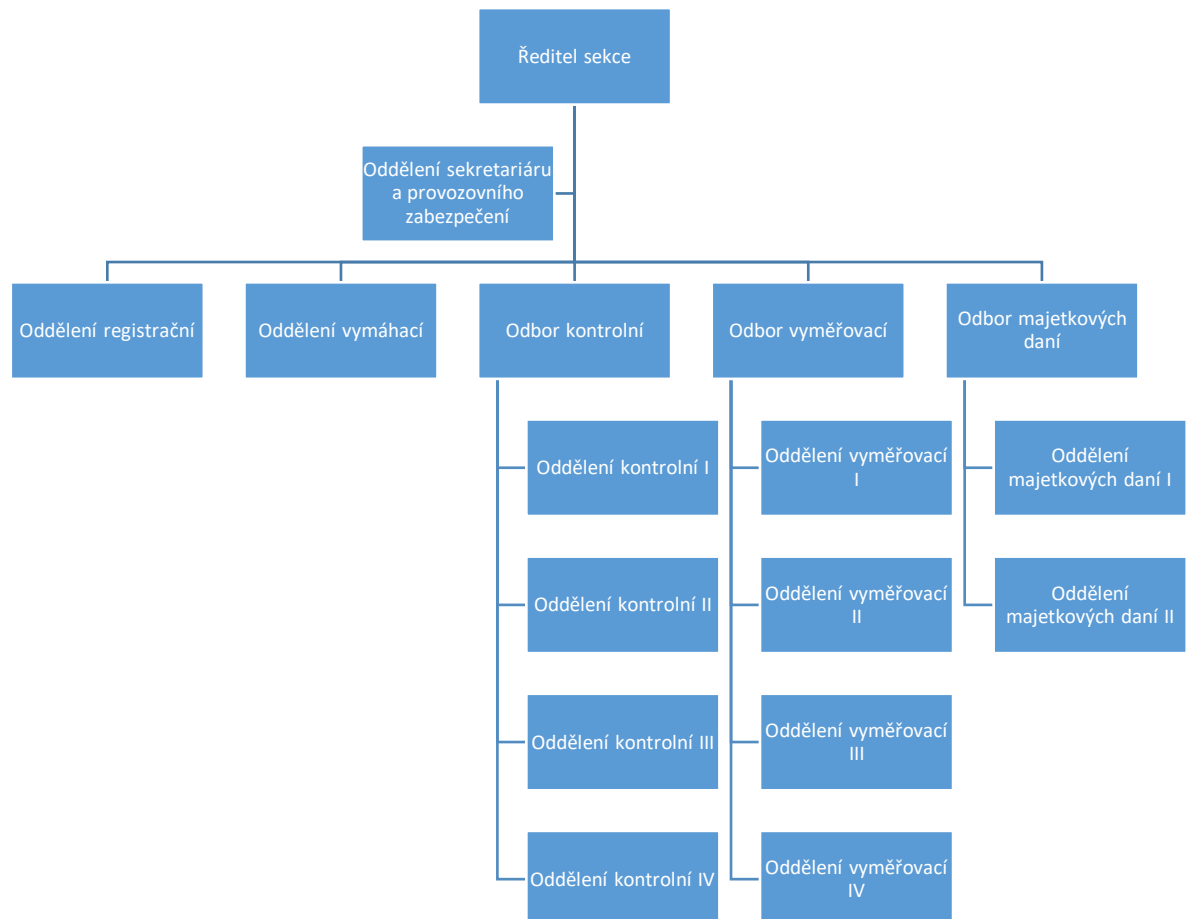 Ředitel sekce
Oddělení sekretariáru
a provozovního
zabezpečení
Oddělení registrační
Oddělení vymáhací
Odbor kontrolní
Odbor vyměřovací
Odbor majetkových
daní
Oddělení kontrolní I
Oddělení vyměřovací
I
Oddělení
majetkových daní I
Oddělení kontrolní II
Oddělení vyměřovací
II
Oddělení
majetkových daní II
Oddělení kontrolní III
Oddělení vyměřovací
III
Oddělení kontrolní IV
Oddělení vyměřovací
IV